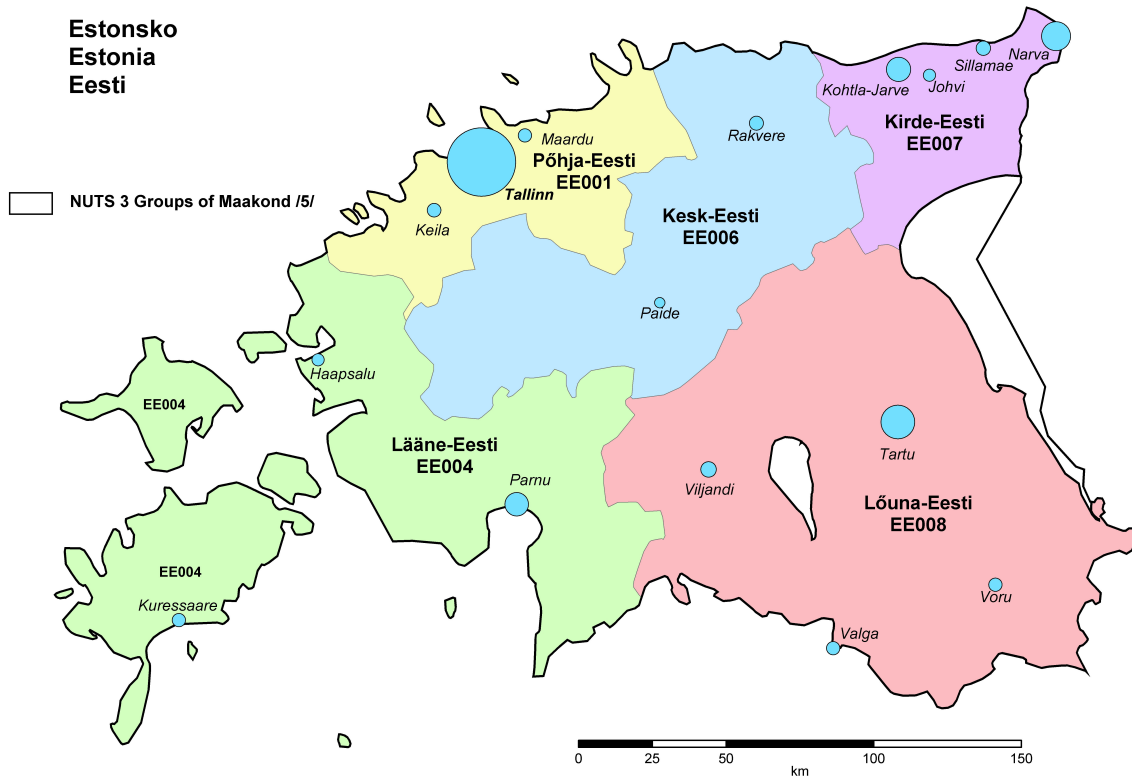 Estonsko
Estonia
Eesti
NUTS 3 Groups of Maakond /5/
Narva
Sillamae
Kohtla-Jarve
Johvi
Kirde-Eesti
EE007
Rakvere
Maardu
Pőhja-Eesti
EE001
Tallinn
Keila
Kesk-Eesti
EE006
Paide
Haapsalu
EE004
Lääne-Eesti
EE004
Parnu
Tartu
Viljandi
Lőuna-Eesti
EE008
EE004
Kuressaare
Voru
Valga
0 25 50 100 150
km